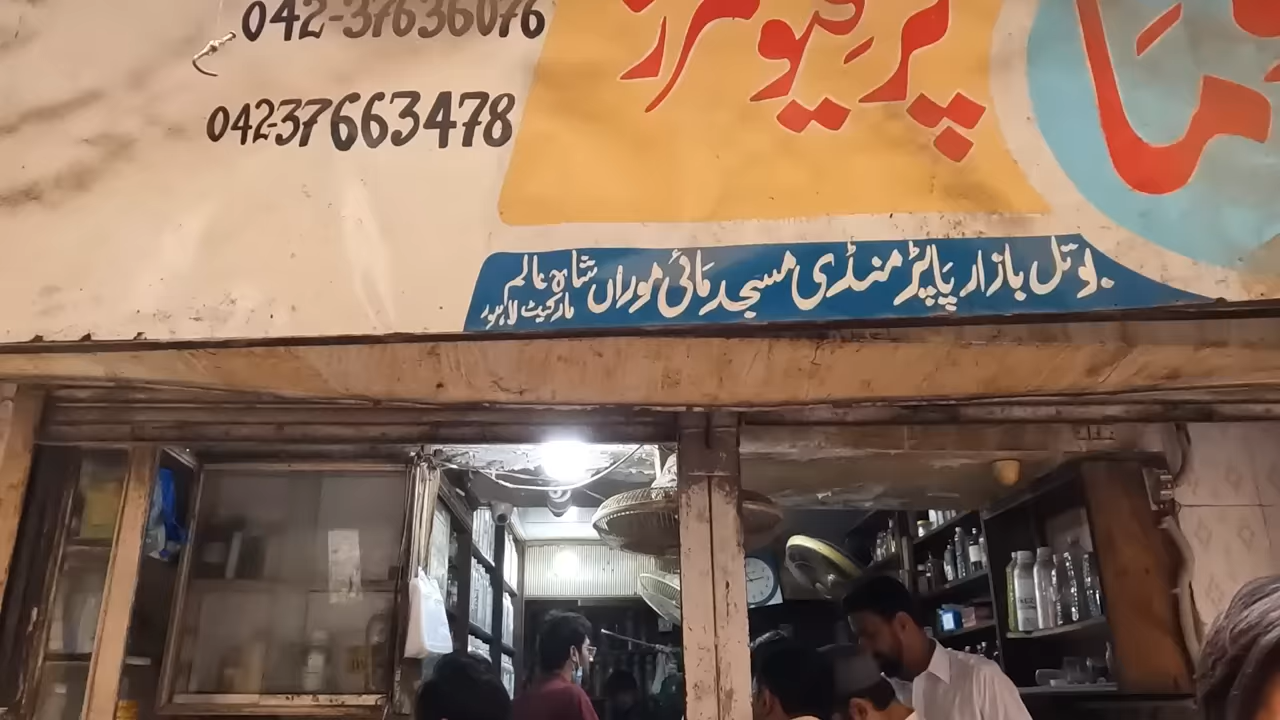 042-37636076
پرفیومرز
042-37663478
بوتل بازار پاپڑ منڈی مسجد مائی موراں شاہ عالم
مارکیٹ لاہور